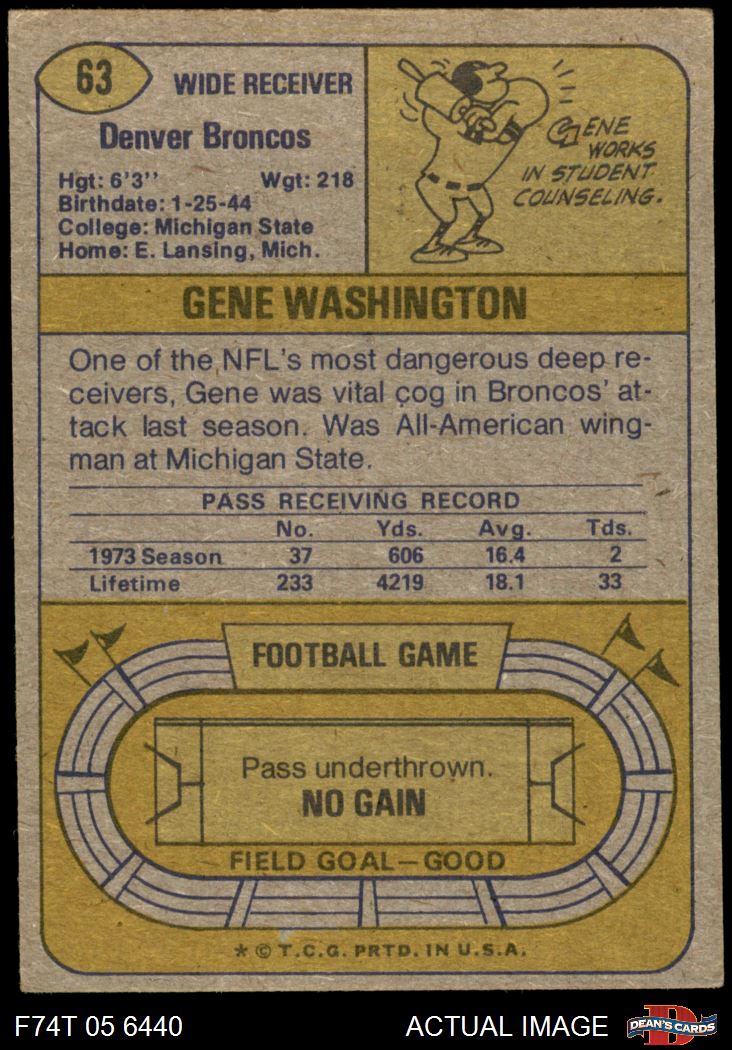 63
WIDE RECEIVER
Denver Broncos
Hgt: 6'3'' Wgt: 218
Birthdate: 1-25-44
College: Michigan State
Home: E. Lansing, Mich.
GENE
WORKS
IN STUDENT
COUNSELING.
GENE WASHINGTON
One of the NFL's most dangerous deep re-
ceivers, Gene was vital cog in Broncos' at-
tack last season. Was All-American wing-
man at Michigan State.
PASS RECEIVING RECORD
No. Yds. Avg. Tds.
1973 Season 37 606 16.4 2
Lifetime 233 4219 18.1 33
FOOTBALL GAME
Pass underthrown.
NO GAIN
FIELD GOAL—GOOD
* © T.C.G. PRTD. IN U.S.A.
F74T 05 6440 ACTUAL IMAGE
D
DEAN'S CARDS